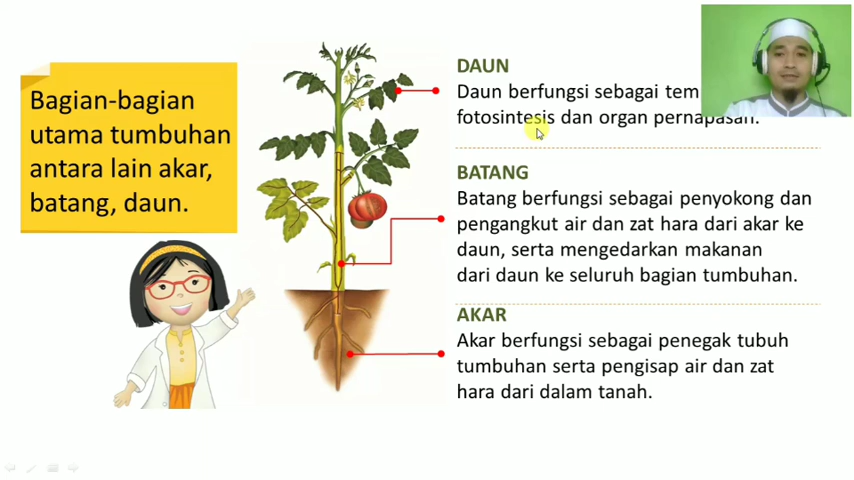 Bagian-bagian
utama tumbuhan
antara lain akar,
batang, daun.
DAUN
Daun berfungsi sebagai
fotosintesis dan organ pernapasan.
BATANG
Batang berfungsi sebagai penyokong dan
pengangkut air dan zat hara dari akar ke
daun, serta mengedarkan makanan
dari daun ke seluruh bagian tumbuhan.
AKAR
Akar berfungsi sebagai penegak tubuh
tumbuhan serta pengisap air dan zat
hara dari dalam tanah.